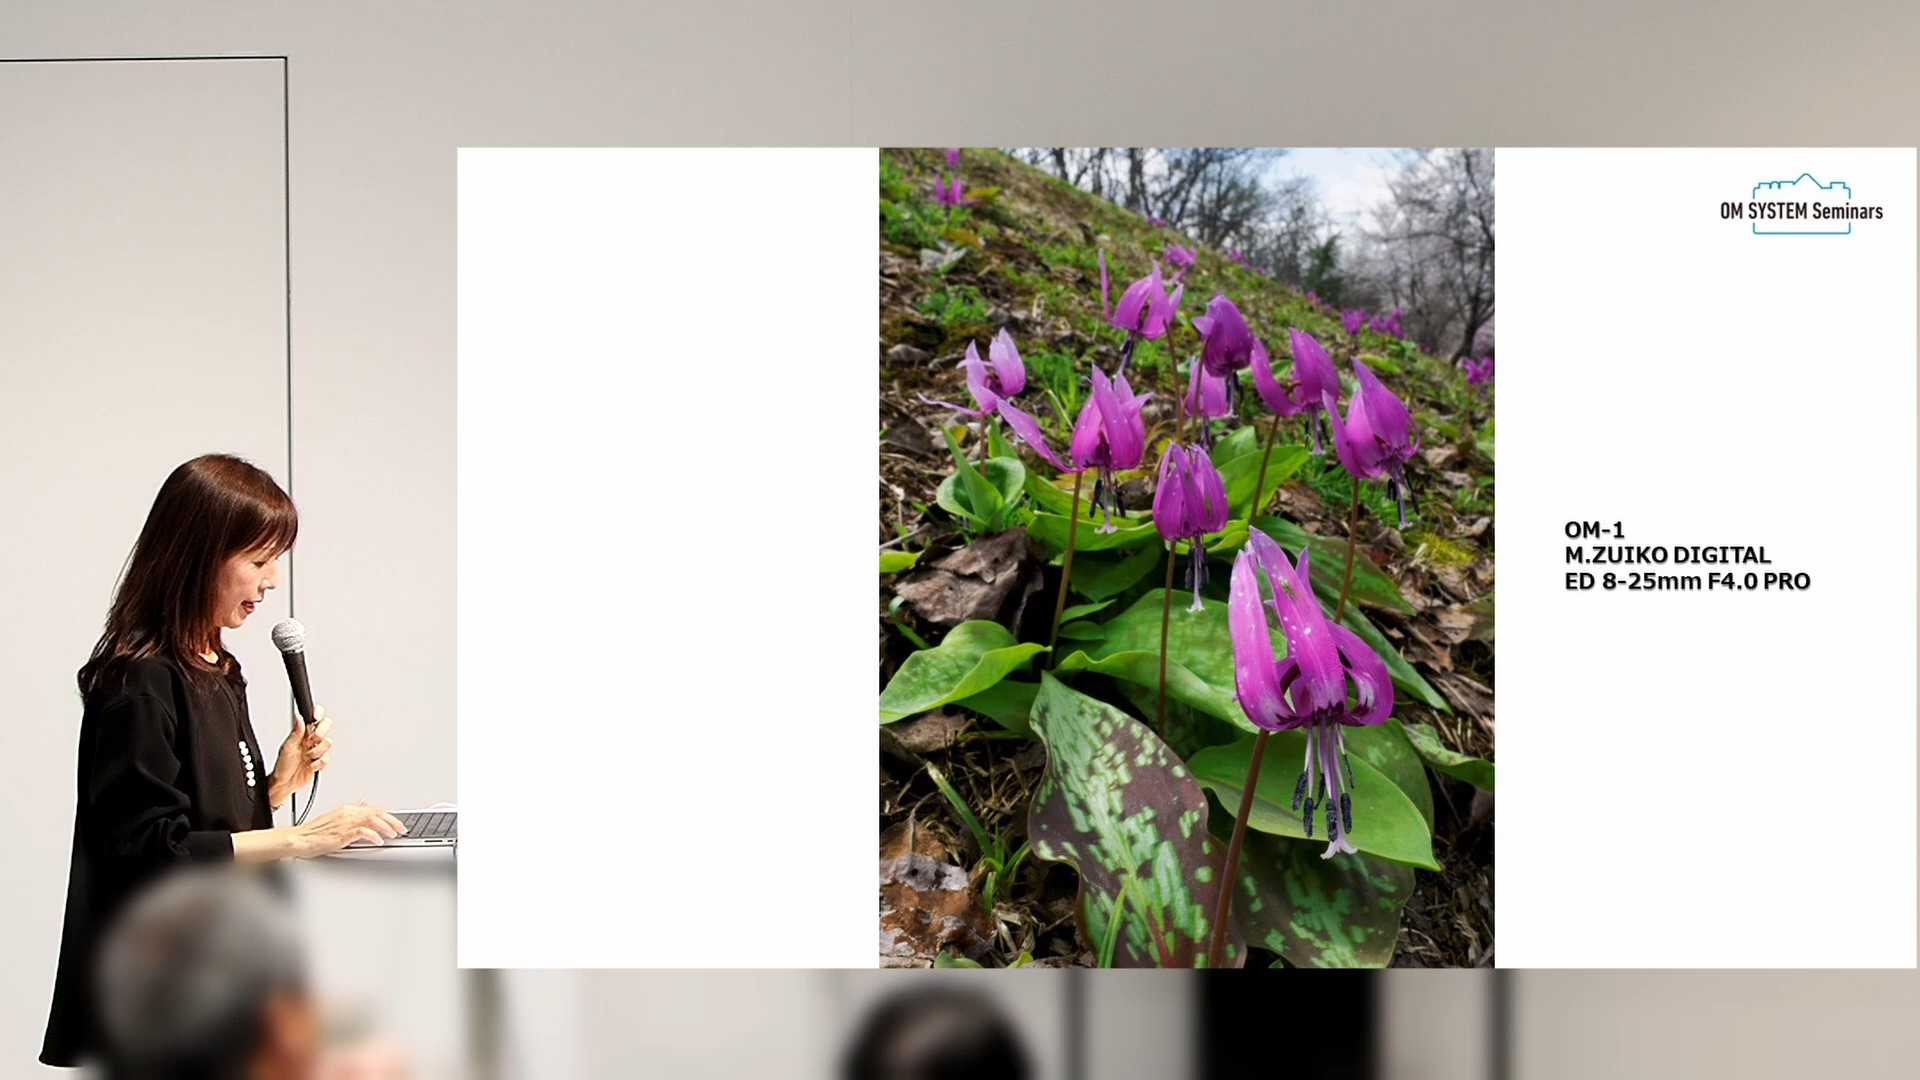 OM SYSTEM Seminars
OM-1
M.ZUIKO DIGITAL
ED 8-25mm F4.0 PRO